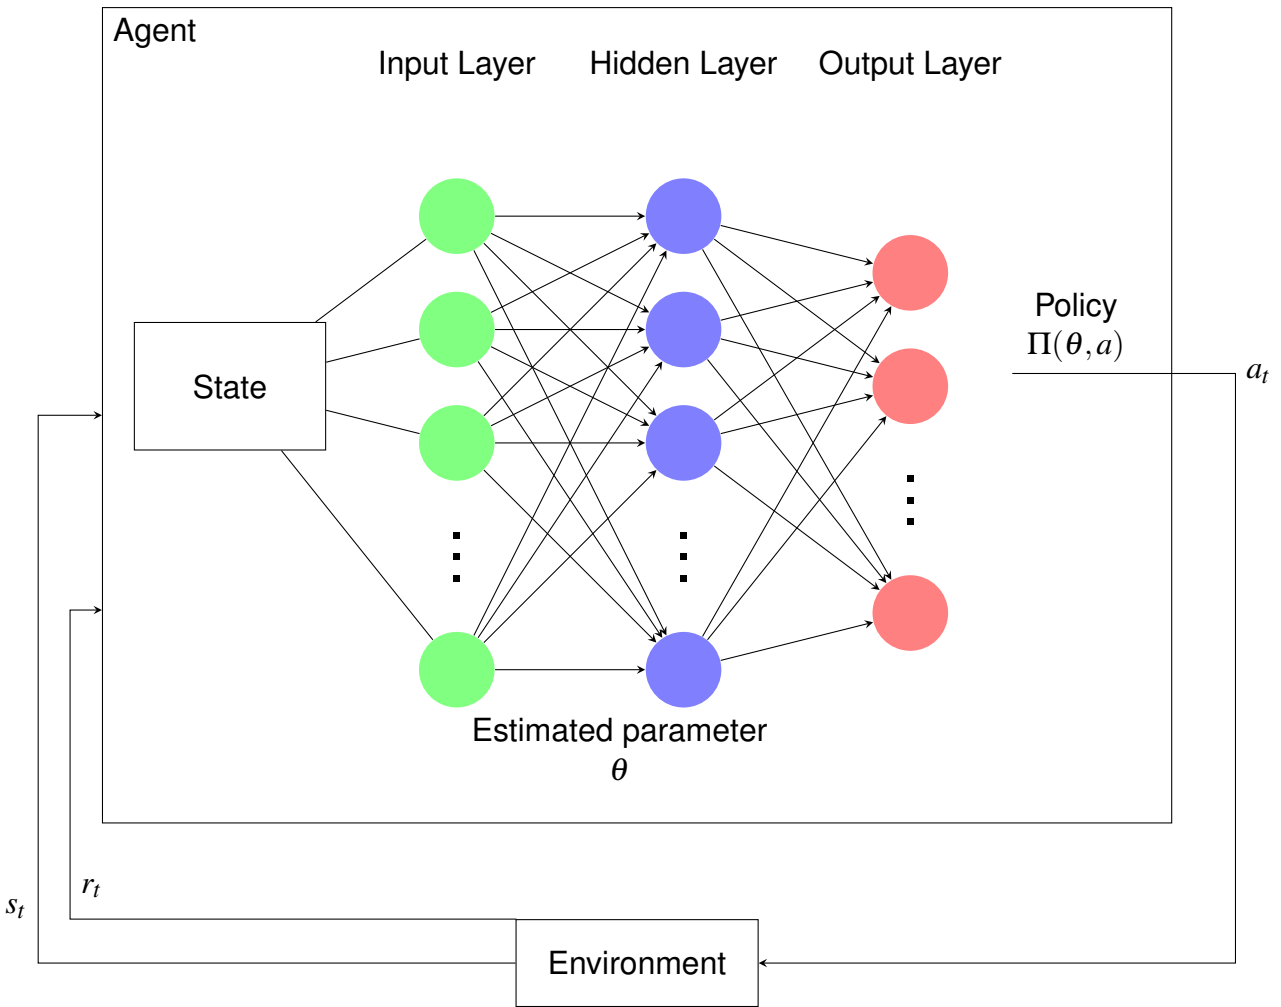 Agent
Input Layer Hidden Layer Output Layer
Policy
Π(θ, a)
a_t
State
Estimated parameter
θ
r_t
s_t
Environment